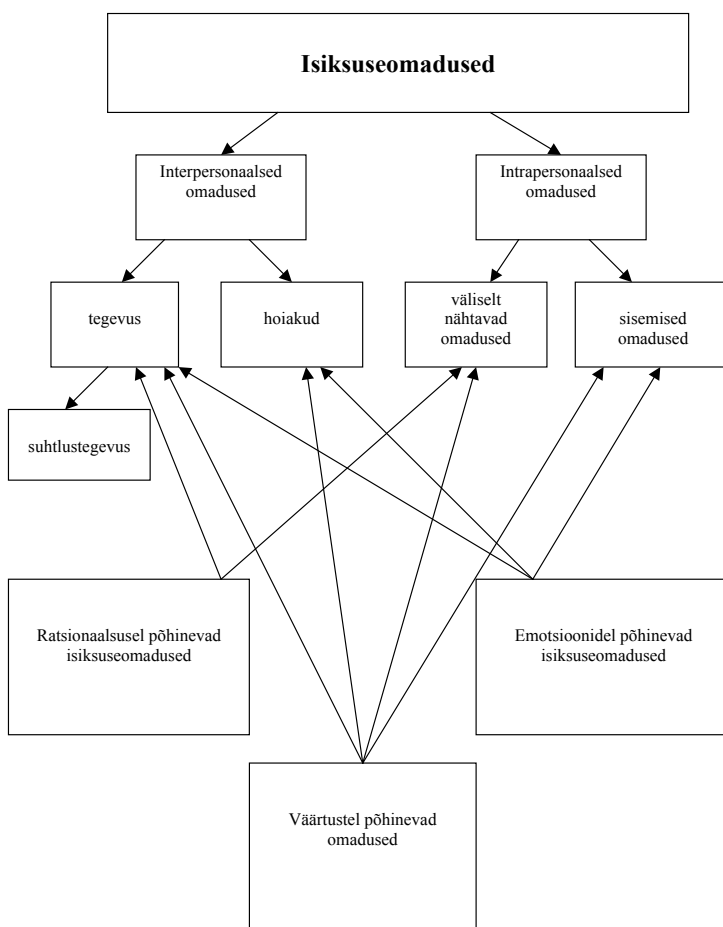 Isiksuseomadused
Interpersonaalsed
omadused
Intrapersonaalsed
omadused
tegevus
hoiakud
väliselt
nähtavad
omadused
sisemised
omadused
suhtlustegevus
Ratsionaalsusel põhinevad
isiksuseomadused
Emotsioonidel põhinevad
isiksuseomadused
Väärtustel põhinevad
omadused